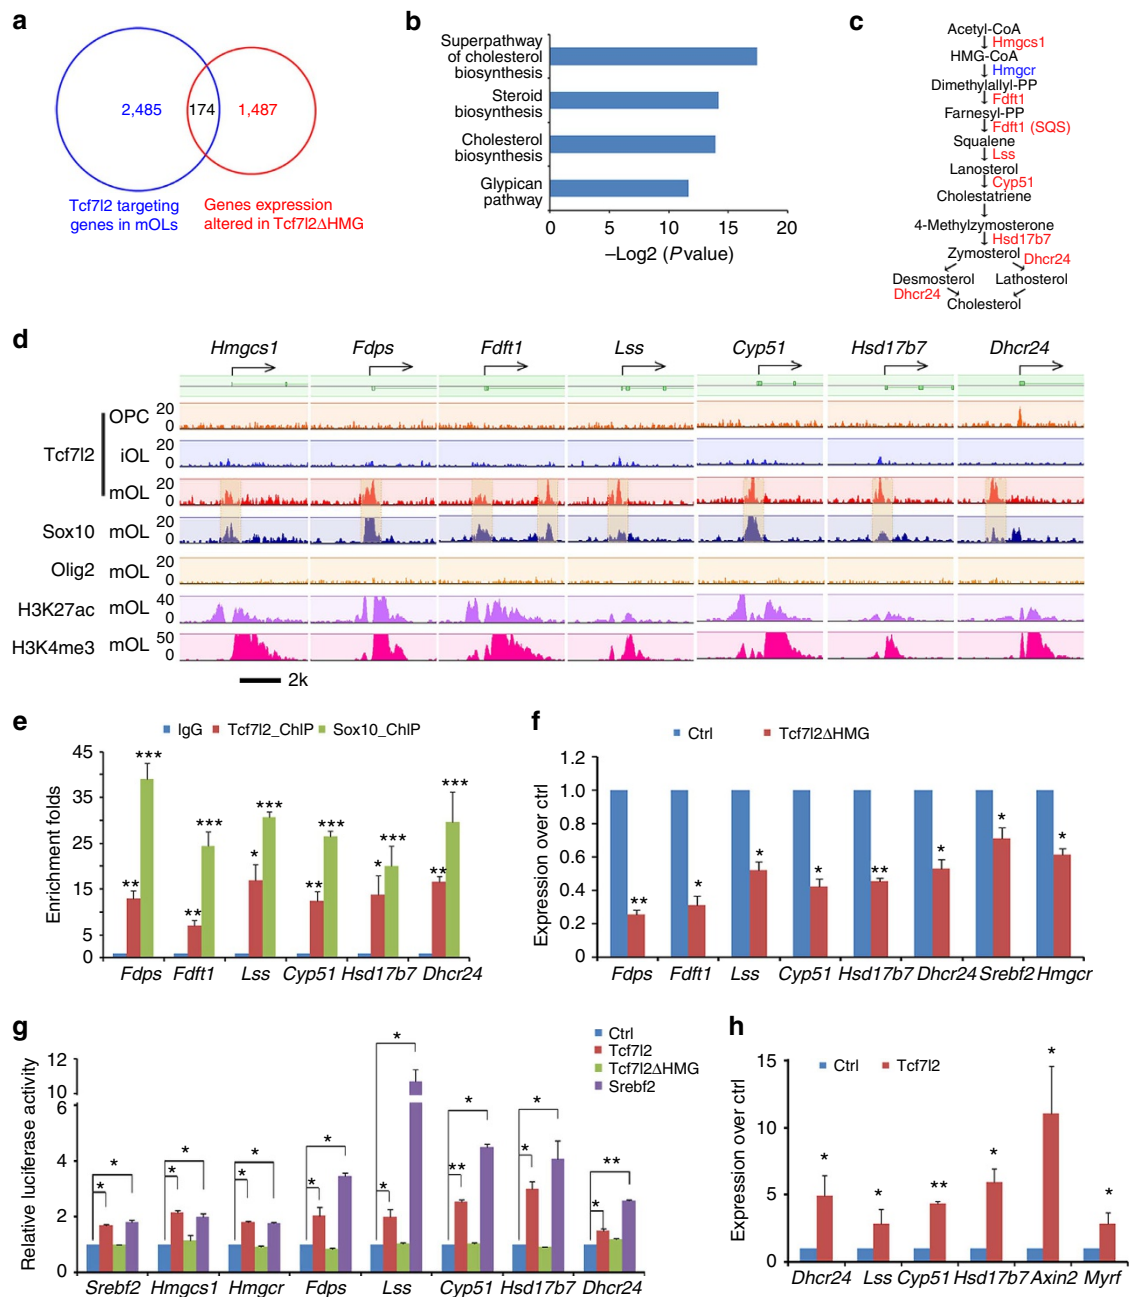 a
2,485
174
1,487
Tcf7l2 targeting
genes in mOLs
Genes expression
altered in Tcf7l2ΔHMG
b
Superpathway
of cholesterol
biosynthesis
Steroid
biosynthesis
Cholesterol
biosynthesis
Glypican
pathway
0 5 10 15 20
–Log2 (Pvalue)
c
Acetyl-CoA
Hmgcs1
HMG-CoA
Hmgcr
Dimethylallyl-PP
Fdft1
Farnesyl-PP
Fdft1 (SQS)
Squalene
Lss
Lanosterol
Cyp51
Cholestatriene
4-Methylzymosterone
Hsd17b7
Zymosterol
Dhcr24
Desmosterol Lathosterol
Dhcr24
Cholesterol
d
Hmgcs1 Fdps Fdft1 Lss Cyp51 Hsd17b7 Dhcr24
Tcf7l2
OPC 20
0
iOL 20
0
mOL 20
0
Sox10 mOL 20
0
Olig2 mOL 20
0
H3K27ac mOL 40
0
H3K4me3 mOL 50
0
2k
e
IgG Tcf7l2_ChIP Sox10_ChIP
Enrichment folds
45
35
25
15
5
0
** *** ** *** * *** ** *** * *** ** ***
Fdps Fdft1 Lss Cyp51 Hsd17b7 Dhcr24
f
Ctrl Tcf7l2ΔHMG
Expression over ctrl
1.2
1.0
0.8
0.6
0.4
0.2
0
** * * * ** * * *
Fdps Fdft1 Lss Cyp51 Hsd17b7 Dhcr24 Srebf2 Hmgcr
g
Ctrl
Tcf7l2
Tcf7l2ΔHMG
Srebf2
Relative luciferase activity
12
10
6
4
2
0
* * * * * * * * * * ** * * * * **
Srebf2 Hmgcs1 Hmgcr Fdps Lss Cyp51 Hsd17b7 Dhcr24
h
Ctrl Tcf7l2
Expression over ctrl
15
10
5
0
* * ** * * *
Dhcr24 Lss Cyp51 Hsd17b7 Axin2 Myrf